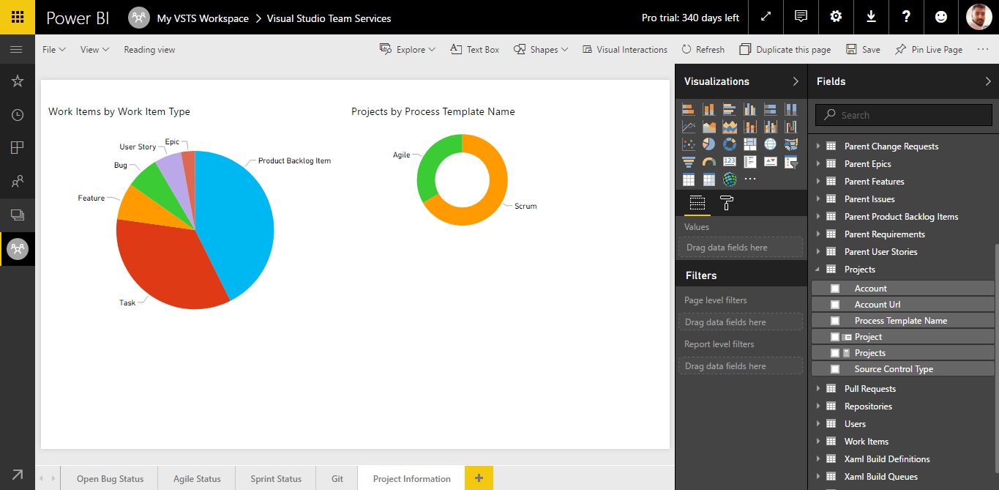 Power BI
My VSTS Workspace > Visual Studio Team Services
Pro trial: 340 days left
?
File
View
Reading view
Explore
Text Box
Shapes
Visual Interactions
Refresh
Duplicate this page
Save
Pin Live Page
...
Work Items by Work Item Type
Epic
User Story
Bug
Feature
Task
Product Backlog Item
Projects by Process Template Name
Agile
Scrum
Visualizations
123
...
Values
Drag data fields here
Filters
Page level filters
Drag data fields here
Report level filters
Drag data fields here
Fields
Search
Parent Change Requests
Parent Epics
Parent Features
Parent Issues
Parent Product Backlog Items
Parent Requirements
Parent User Stories
Projects
Account
Account Url
Process Template Name
Project
Projects
Source Control Type
Pull Requests
Repositories
Users
Work Items
Xaml Build Definitions
Xaml Build Queues
Open Bug Status
Agile Status
Sprint Status
Git
Project Information
+